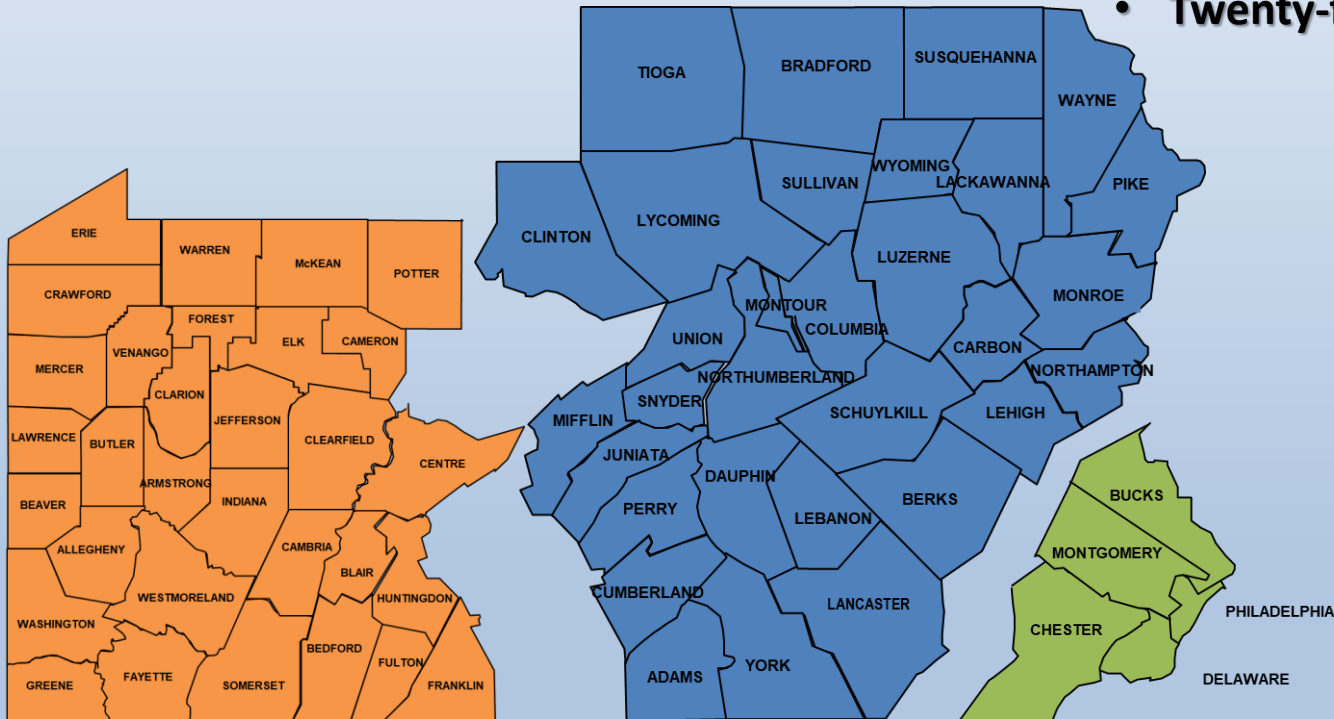 • Twenty-
TIOGA
BRADFORD
SUSQUEHANNA
WAYNE
WYOMING
LACKAWANNA
PIKE
SULLIVAN
LYCOMING
CLINTON
LUZERNE
MONROE
MONTOUR
COLUMBIA
UNION
CARBON
NORTHAMPTON
NORTHUMBERLAND
SNYDER
MIFFLIN
SCHUYLKILL
LEHIGH
JUNIATA
DAUPHIN
PERRY
LEBANON
BERKS
CUMBERLAND
LANCASTER
ADAMS
YORK
ERIE
WARREN
McKEAN
POTTER
CRAWFORD
FOREST
ELK
CAMERON
VENANGO
MERCER
CLARION
JEFFERSON
CLEARFIELD
LAWRENCE
BUTLER
CENTRE
ARMSTRONG
INDIANA
BEAVER
ALLEGHENY
CAMBRIA
BLAIR
WESTMORELAND
HUNTINGDON
WASHINGTON
BEDFORD
FULTON
GREENE
FAYETTE
SOMERSET
FRANKLIN
BUCKS
MONTGOMERY
PHILADELPHIA
CHESTER
DELAWARE